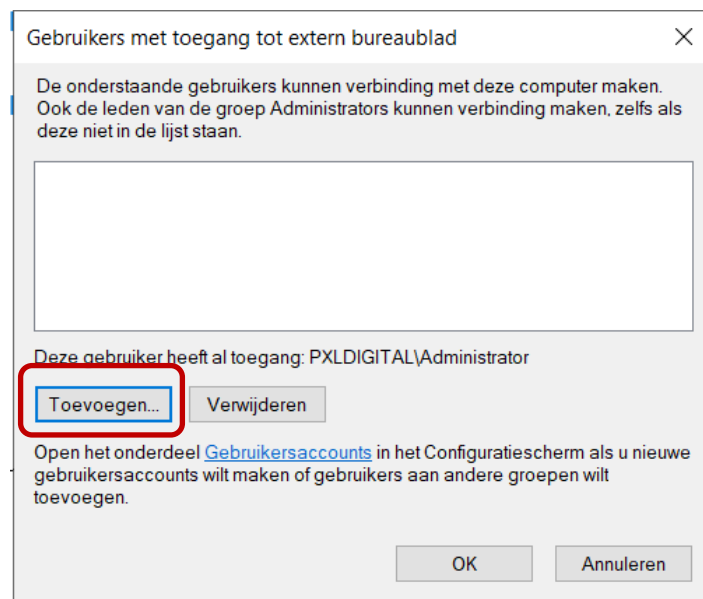 Gebruikers met toegang tot extern bureaublad
De onderstaande gebruikers kunnen verbinding met deze computer maken.
Ook de leden van de groep Administrators kunnen verbinding maken, zelfs als
deze niet in de lijst staan.
Deze gebruiker heeft al toegang: PXLDIGITAL\Administrator
Toevoegen... Verwijderen
Open het onderdeel Gebruikersaccounts in het Configuratiescherm als u nieuwe
gebruikersaccounts wilt maken of gebruikers aan andere groepen wilt
toevoegen.
OK Annuleren